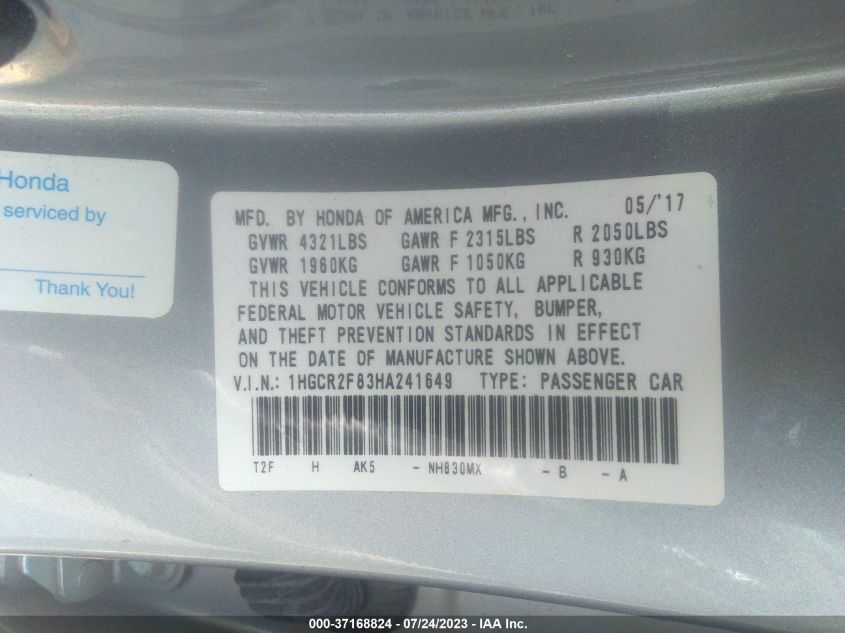 Honda
serviced by
Thank You!
MFD. BY HONDA OF AMERICA MFG., INC. 05/'17
GVWR 4321LBS GAWR F 2315LBS R 2050LBS
GVWR 1960KG GAWR F 1050KG R 930KG
THIS VEHICLE CONFORMS TO ALL APPLICABLE
FEDERAL MOTOR VEHICLE SAFETY, BUMPER,
AND THEFT PREVENTION STANDARDS IN EFFECT
ON THE DATE OF MANUFACTURE SHOWN ABOVE.
V.I.N.: 1HGCR2F83HA241649 TYPE: PASSENGER CAR
T2F H AK5 - NH830MX - B - A
000-37168824 - 07/24/2023 - IAA Inc.